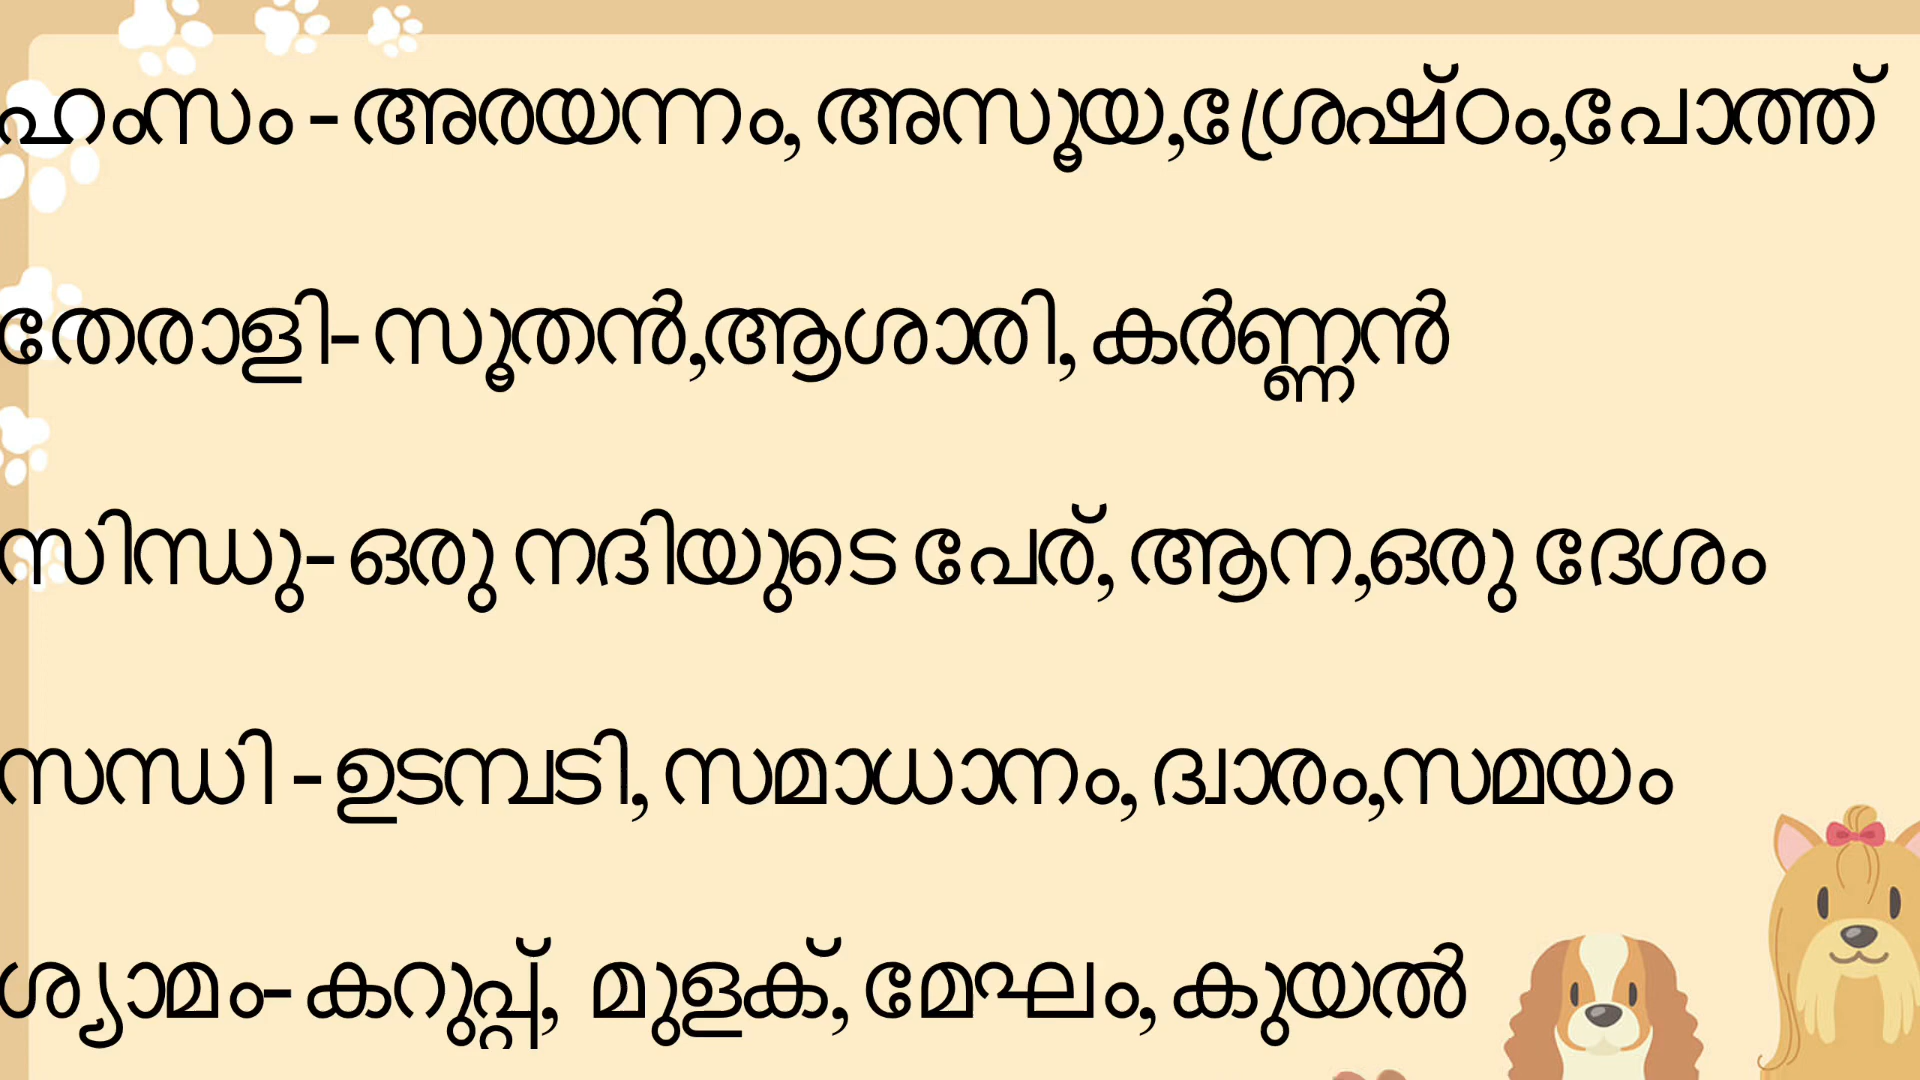 ഹംസം - അരയന്നം, അസൂയ,ശ്രേഷ്ഠം,പോത്ത്
തേരാളി- സൂതൻ,ആശാരി, കർണ്ണൻ
സിന്ധു- ഒരു നദിയുടെ പേര്, ആന,ഒരു ദേശം
സന്ധി - ഉടമ്പടി, സമാധാനം, ദ്വാരം,സമയം
ശ്യാമം- കറുപ്പ്, മുളക്, മേഘം, കുയൽ